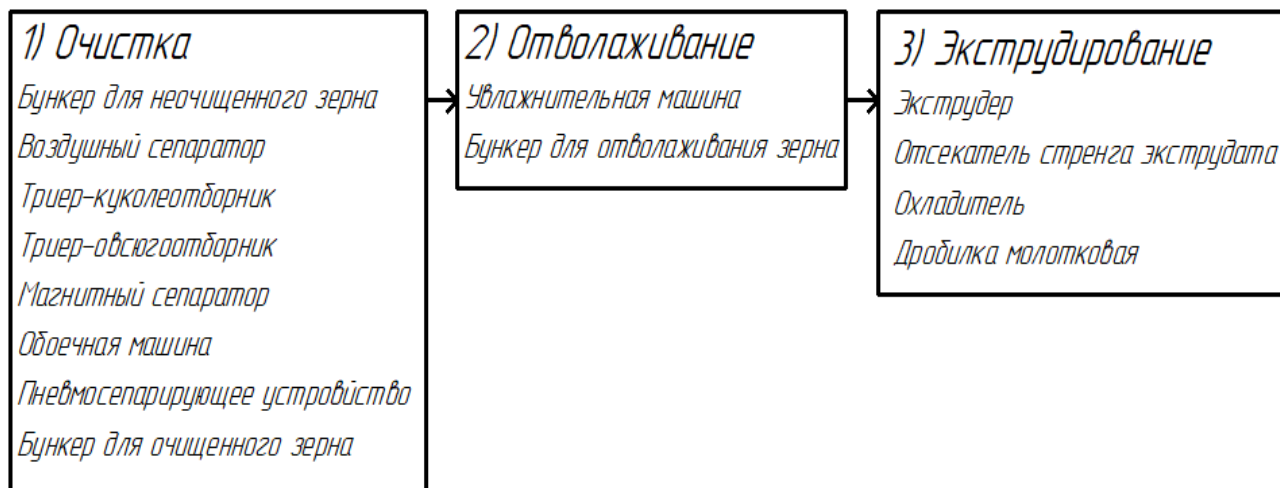 1) Очистка
Бункер для неочищенного зерна
Воздушный сепаратор
Триер-куколеотборник
Триер-овсюгоотборник
Магнитный сепаратор
Обоечная машина
Пневмосепарирующее устройство
Бункер для очищенного зерна
2) Отволаживание
Увлажнительная машина
Бункер для отволаживания зерна
3) Экструдирование
Экструдер
Отсекатель стренга экструдата
Охладитель
Дробилка молотковая